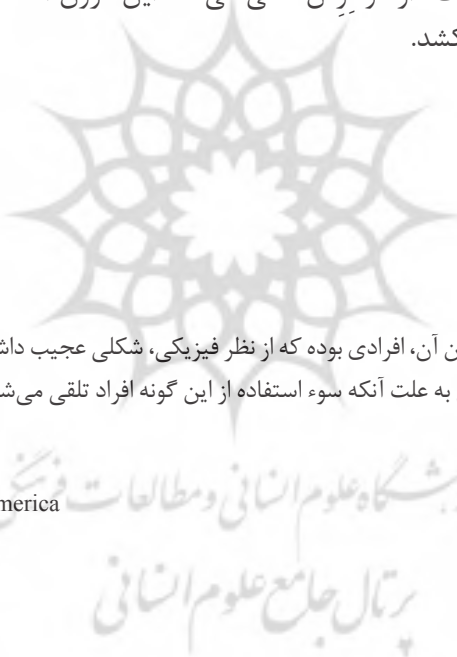 کشد.
ن آن، افرادی بوده که از نظر فیزیکی، شکلی عجیب داش
به علت آنکه سوء استفاده از این گونه افراد تلقی می‌ش
شگاه علوم انسانی و مطالعات فرهنگی
merica
پرتال جامع علوم انسانی